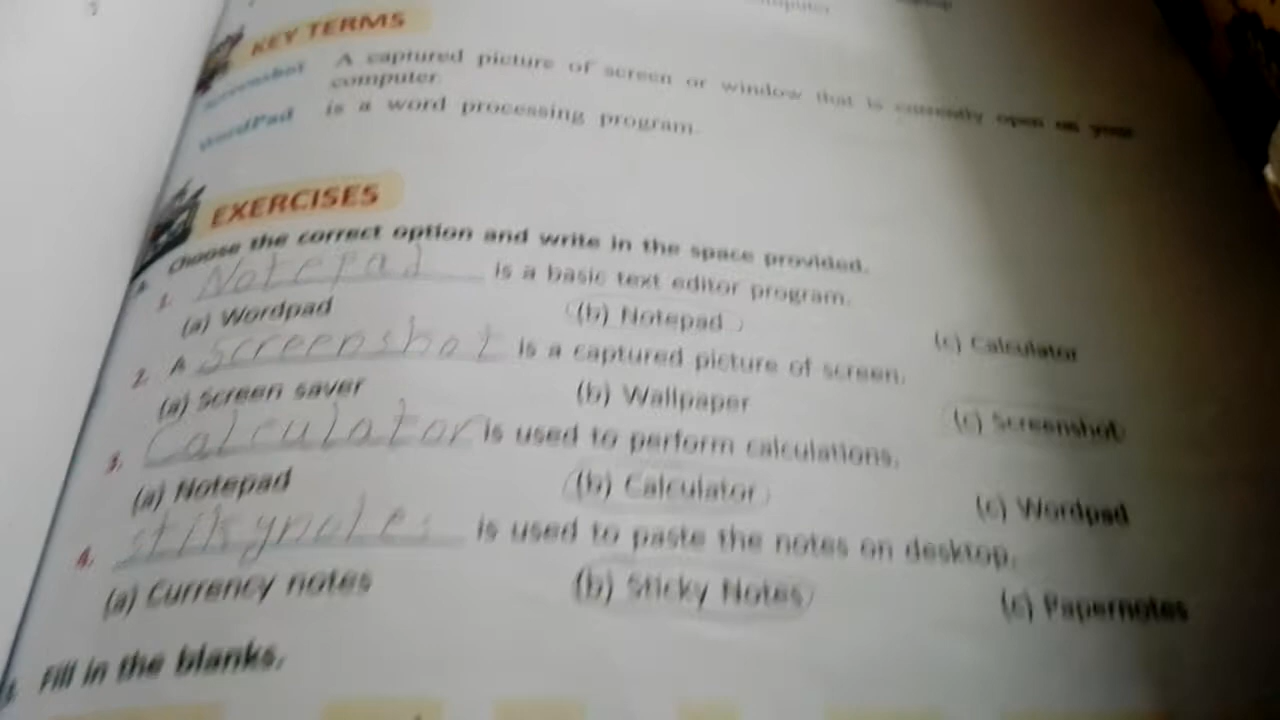 KEY TERMS
Screenshot A captured picture of screen or window that is currently open on your
computer.
WordPad is a word processing program.
EXERCISES
Choose the correct option and write in the space provided.
1. Notepad is a basic text editor program.
(a) Wordpad (b) Notepad (c) Calculator
2. A Screenshot is a captured picture of screen.
(a) Screen saver (b) Wallpaper (c) Screenshot
3. Calculator is used to perform calculations.
(a) Notepad (b) Calculator (c) Wordpad
4. stikynotes is used to paste the notes on desktop.
(a) Currency notes (b) Sticky Notes (c) Papernotes
Fill in the blanks.